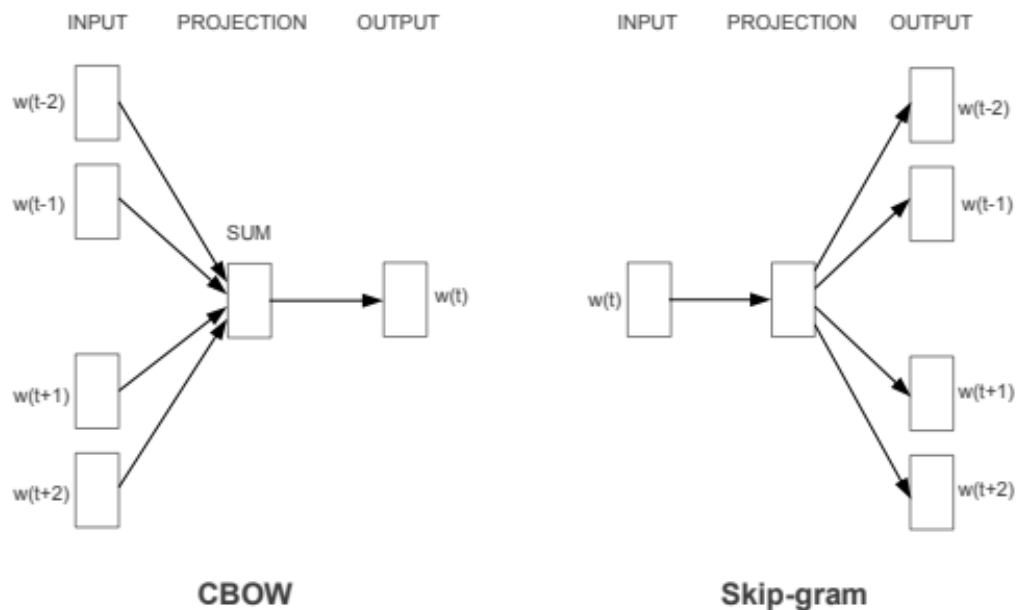 INPUT PROJECTION OUTPUT
w(t-2)
w(t-1)
SUM
w(t)
w(t+1)
w(t+2)
CBOW
INPUT PROJECTION OUTPUT
w(t-2)
w(t-1)
w(t)
w(t+1)
w(t+2)
Skip-gram